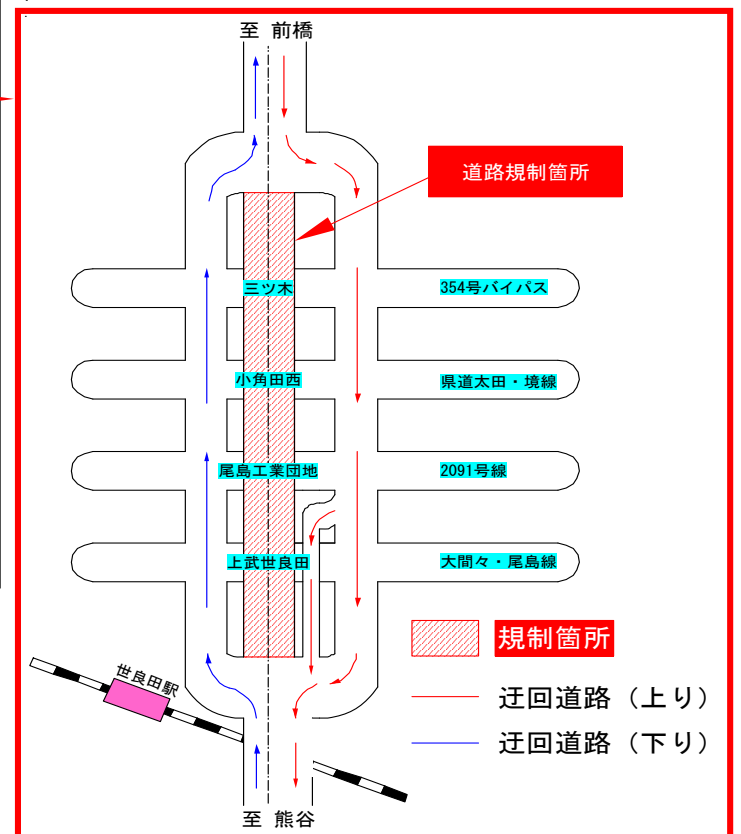 至 前橋
道路規制箇所
三ツ木
354号バイパス
小角田西
県道太田・境線
尾島工業団地
2091号線
上武世良田
大間々・尾島線
規制箇所
世良田駅
迂回道路（上り）
迂回道路（下り）
至 熊谷